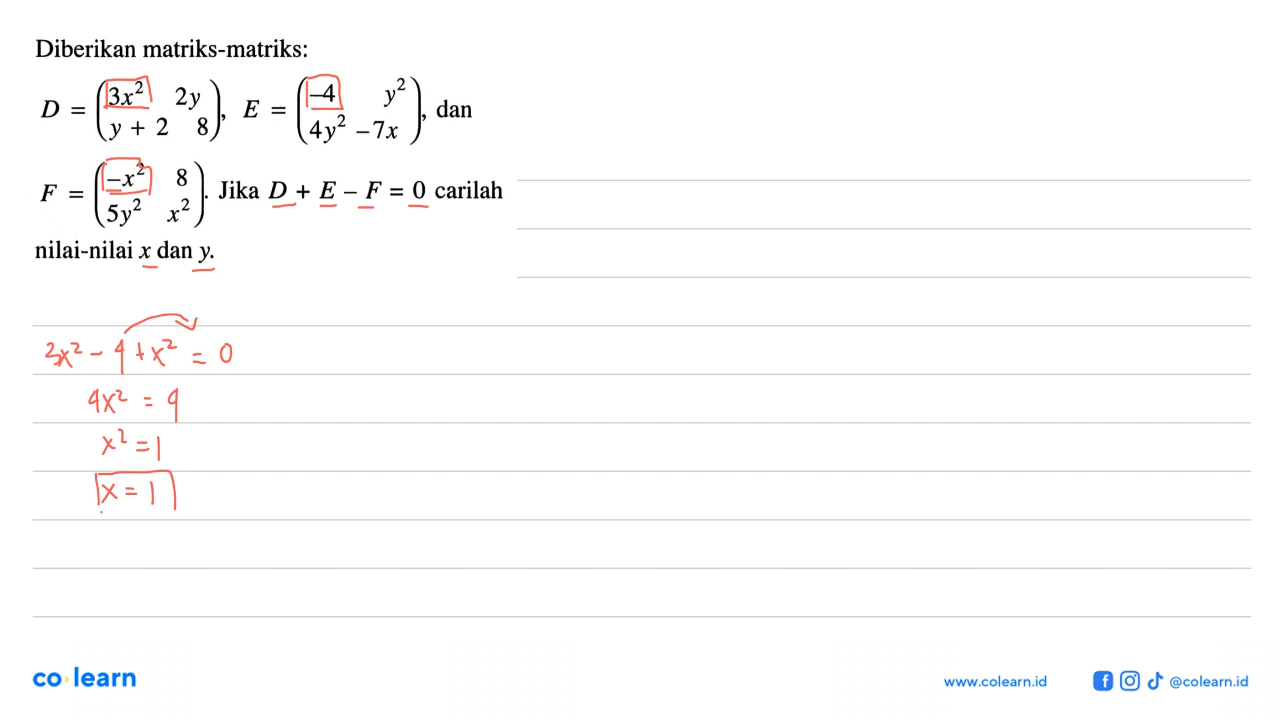 Diberikan matriks-matriks:
D = (3x² 2y
y + 2 8), E = (−4 y²
4y² −7x), dan
F = (−x² 8
5y² x²). Jika D + E − F = 0 carilah
nilai-nilai x dan y.
3x² − 4 + x² = 0
4x² = 4
x² = 1
x = 1
co learn
www.colearn.id @colearn.id